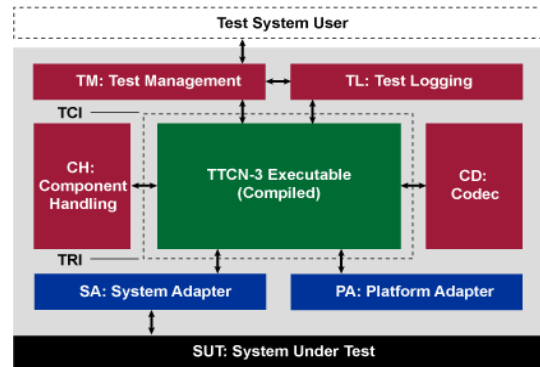 Test System User
TM: Test Management
TL: Test Logging
TCI
CH:
Component
Handling
TTCN-3 Executable
(Compiled)
CD:
Codec
TRI
SA: System Adapter
PA: Platform Adapter
SUT: System Under Test